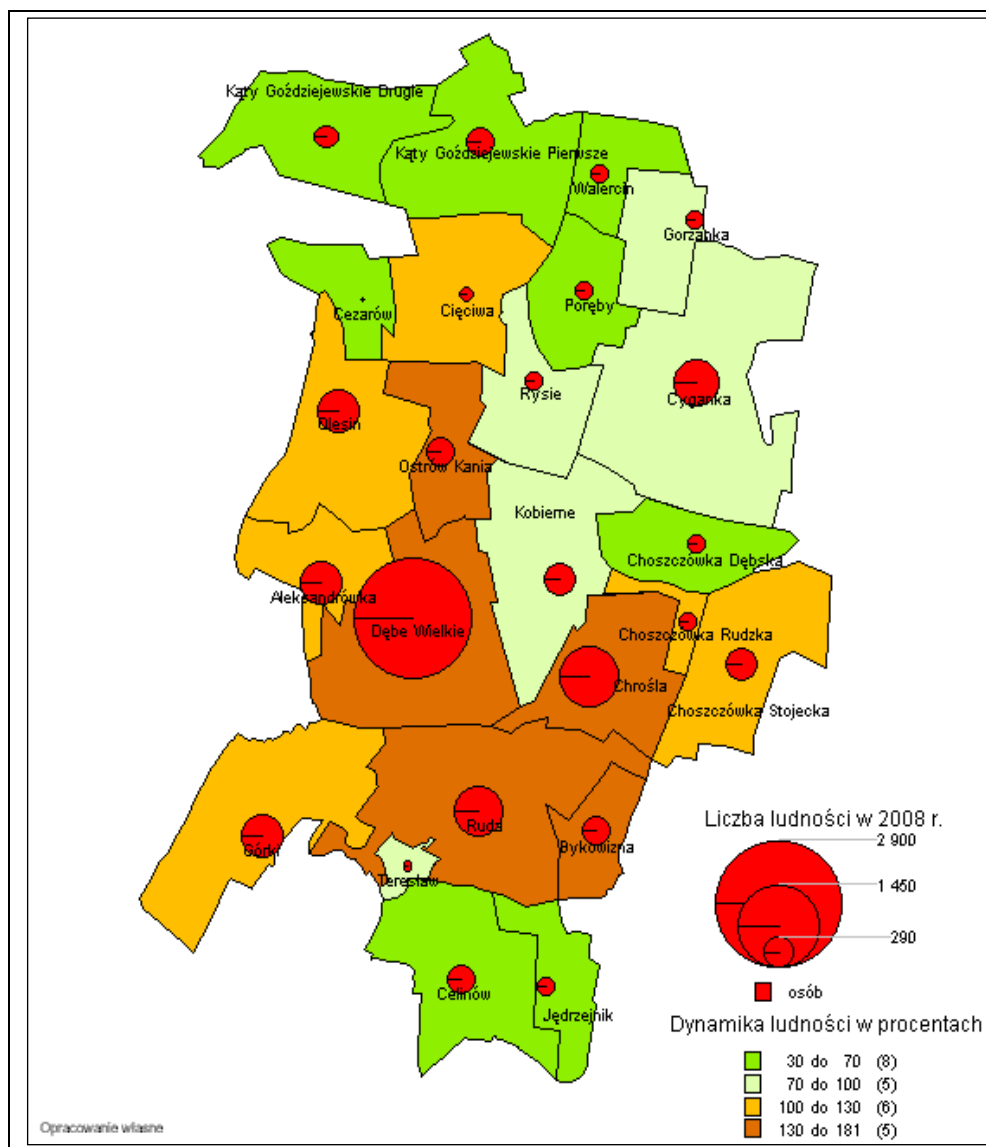 Kąty Goździejewskie Drugie
Kąty Goździejewskie Pierwsze
Walercin
Gorzanka
Cezarów
Cięciwa
Poręby
Rysie
Cyganka
Olesin
Ostrów Kania
Kobierne
Choszczówka Dębska
Aleksandrówka
Dębe Wielkie
Choszczówka Rudzka
Chrośla
Choszczówka Stojecka
Górki
Ruda
Bykowizna
Teresław
Celinów
Jędrzejnik
Liczba ludności w 2008 r.
2 900
1 450
290
osób
Dynamika ludności w procentach
30 do 70 (8)
70 do 100 (5)
100 do 130 (6)
130 do 181 (5)
Opracowanie własne